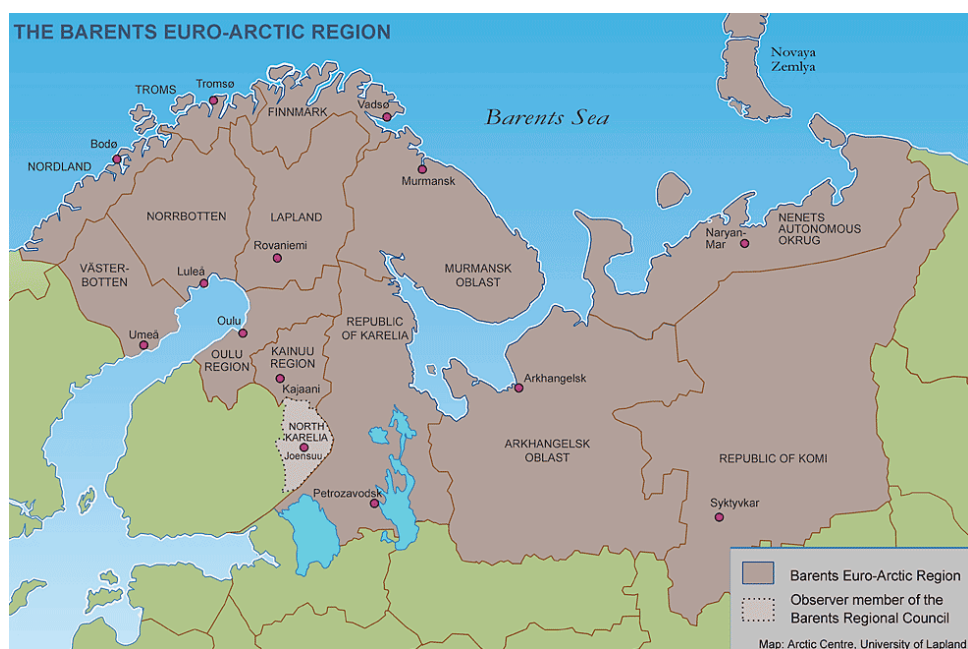 THE BARENTS EURO-ARCTIC REGION
Novaya
Zemlya
Tromsø
TROMS
Vadsø
FINNMARK
Barents Sea
Bodø
NORDLAND
Murmansk
NORRBOTTEN
LAPLAND
NENETS
AUTONOMOUS
OKRUG
Naryan-
Mar
Rovaniemi
VÄSTER-
BOTTEN
Luleå
MURMANSK
OBLAST
Oulu
REPUBLIC
OF KARELIA
Umeå
OULU
REGION
KAINUU
REGION
Kajaani
Arkhangelsk
NORTH
KARELIA
Joensuu
ARKHANGELSK
OBLAST
REPUBLIC OF KOMI
Petrozavodsk
Syktyvkar
Barents Euro-Arctic Region
Observer member of the
Barents Regional Council
Map: Arctic Centre, University of Lapland